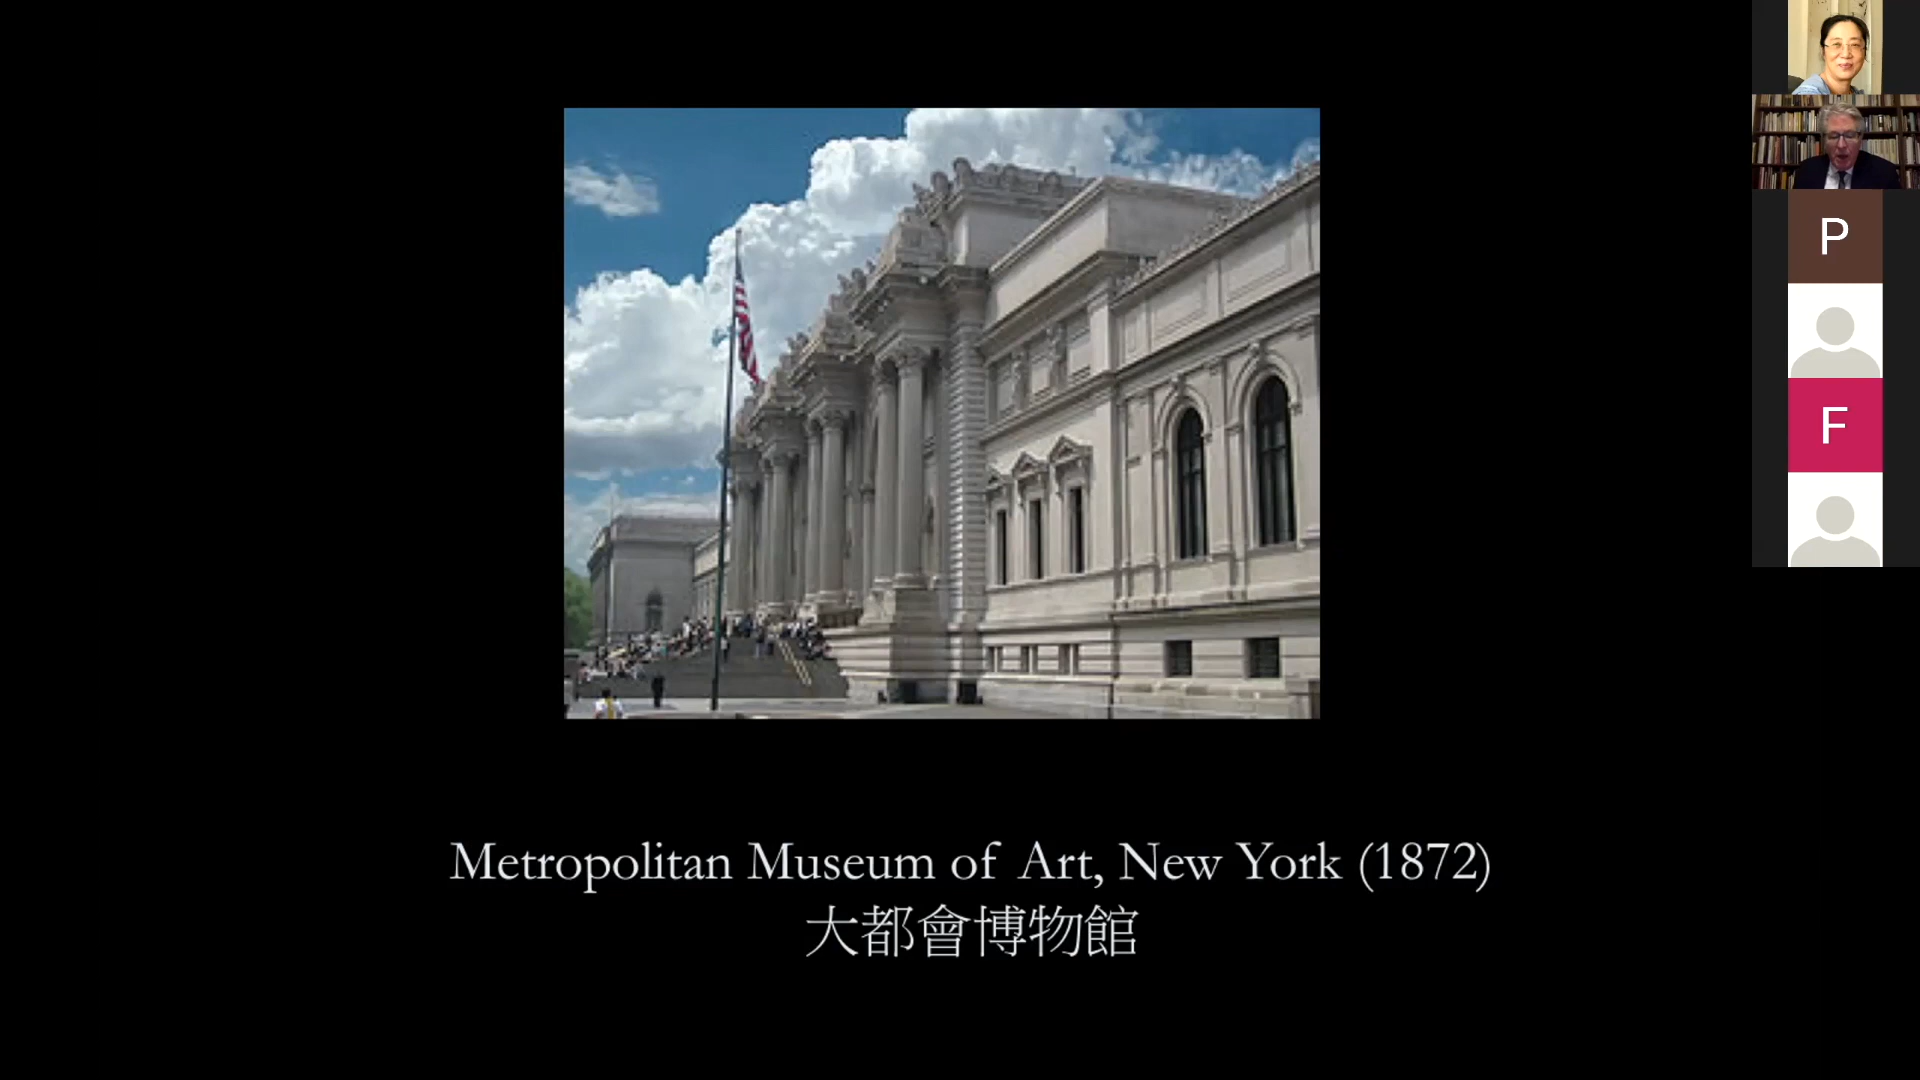 P
F
Metropolitan Museum of Art, New York (1872)
大都會博物館